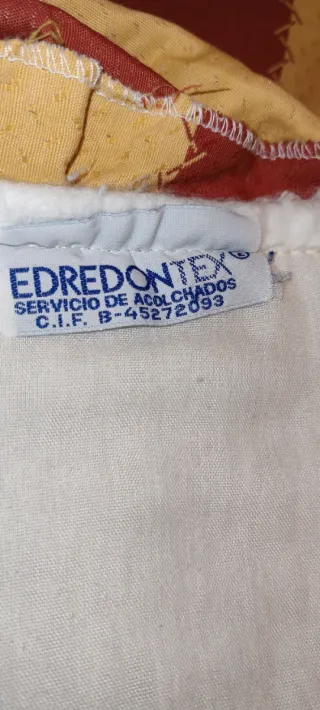 EDREDONTEX®
SERVICIO DE ACOLCHADOS
C.I.F. B-45272093